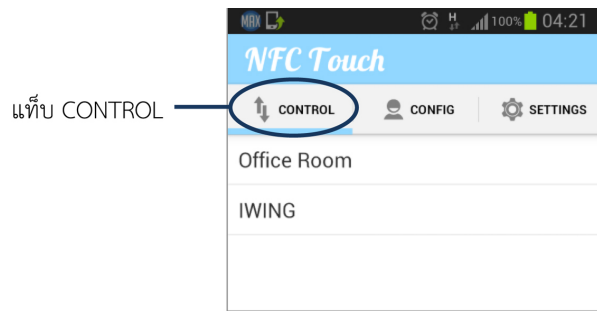 MAX H 100% 04:21
NFC Touch
แท็บ CONTROL
CONTROL CONFIG SETTINGS
Office Room
IWING